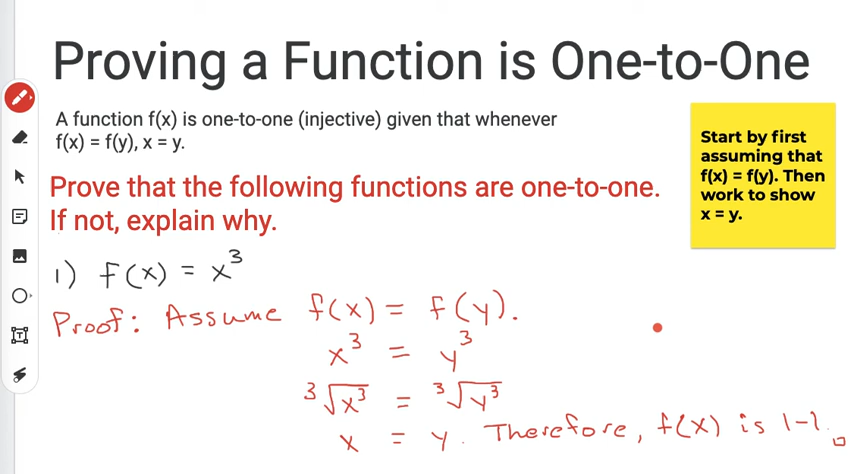 Proving a Function is One-to-One
A function f(x) is one-to-one (injective) given that whenever
f(x) = f(y), x = y.
Start by first
assuming that
f(x) = f(y). Then
work to show
x = y.
Prove that the following functions are one-to-one.
If not, explain why.
1) f(x) = x³
Proof: Assume f(x) = f(y).
x³ = y³
³√x³ = ³√y³
x = y. Therefore, f(x) is 1-1. □